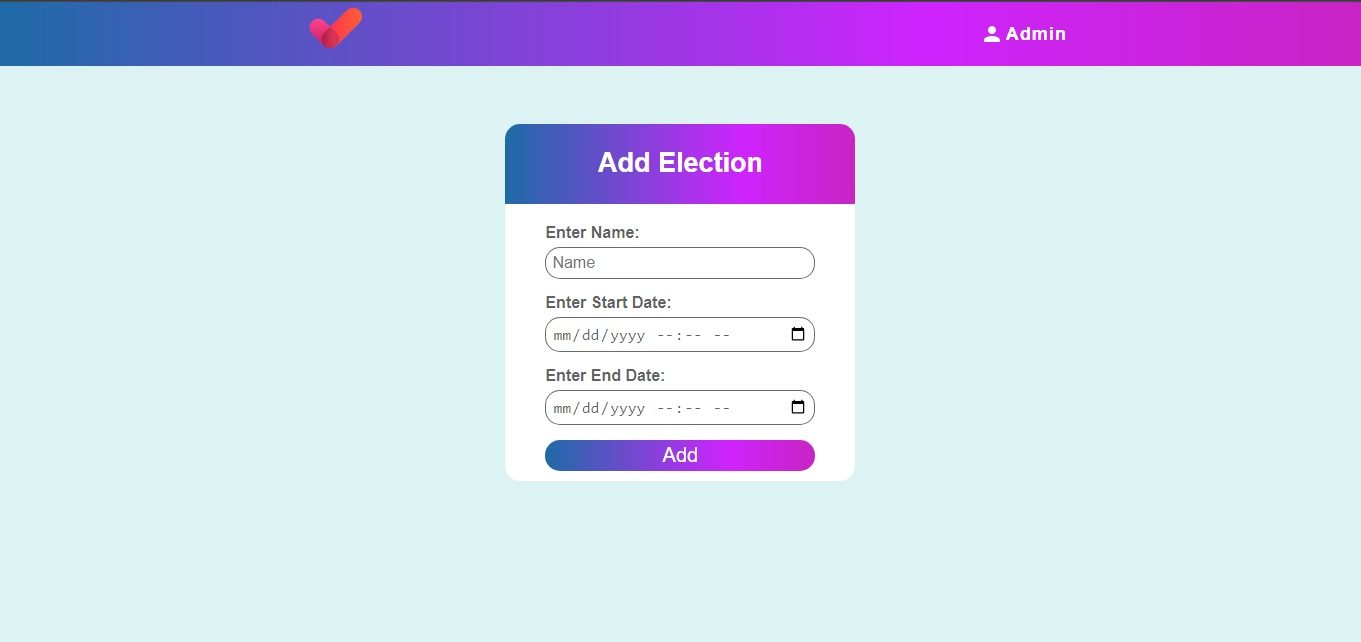 Admin
Add Election
Enter Name:
Name
Enter Start Date:
mm/dd/yyyy --:-- --
Enter End Date:
mm/dd/yyyy --:-- --
Add